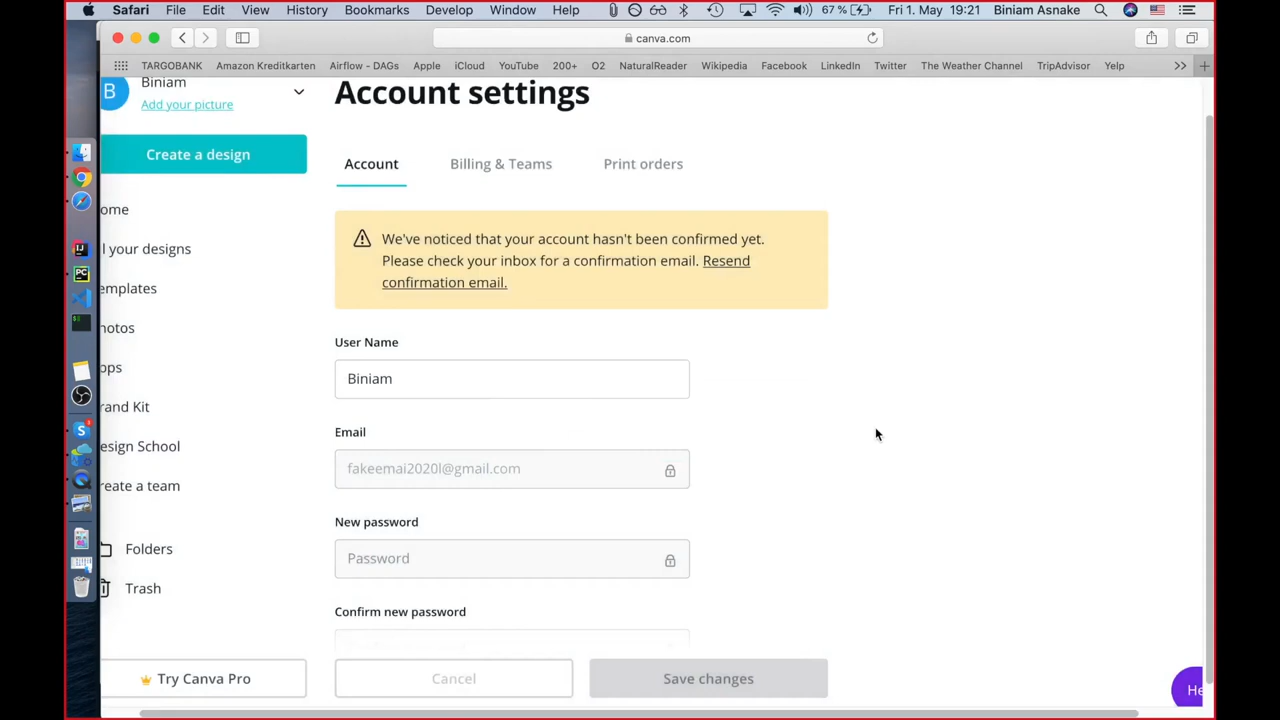 Safari File Edit View History Bookmarks Develop Window Help 67 % Fri 1. May 19:21 Biniam Asnake
canva.com
TARGOBANK Amazon Kreditkarten Airflow - DAGs Apple iCloud YouTube 200+ O2 NaturalReader Wikipedia Facebook LinkedIn Twitter The Weather Channel TripAdvisor Yelp
B
Biniam
Add your picture
Create a design
ome
l your designs
emplates
hotos
pps
rand Kit
esign School
reate a team
Folders
Trash
Try Canva Pro
Account settings
Account Billing & Teams Print orders
We've noticed that your account hasn't been confirmed yet.
Please check your inbox for a confirmation email. Resend
confirmation email.
User Name
Biniam
Email
fakeemai2020l@gmail.com
New password
Password
Confirm new password
Cancel Save changes
He